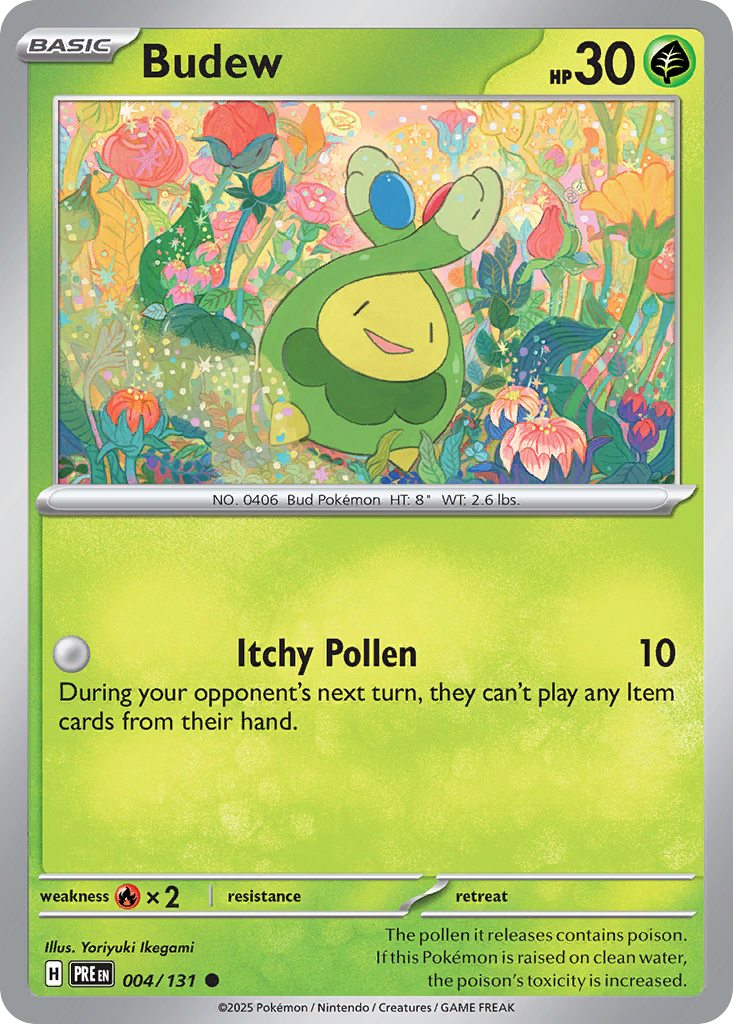 BASIC
Budew
HP 30
NO. 0406 Bud Pokémon HT: 8" WT: 2.6 lbs.
Itchy Pollen 10
During your opponent's next turn, they can't play any Item
cards from their hand.
weakness ×2 resistance retreat
Illus. Yoriyuki Ikegami
The pollen it releases contains poison.
If this Pokémon is raised on clean water,
the poison's toxicity is increased.
H PRE EN 004/131
©2025 Pokémon / Nintendo / Creatures / GAME FREAK